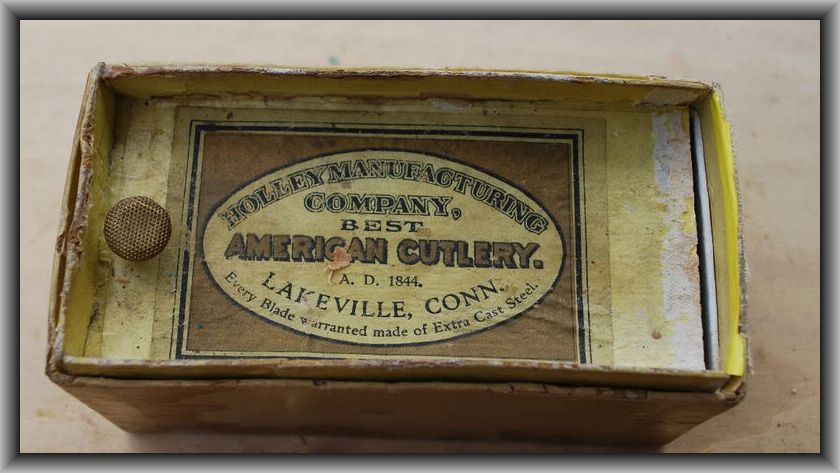 HOLLEY MANUFACTURING
COMPANY,
BEST
AMERICAN CUTLERY.
A. D. 1844.
LAKEVILLE, CONN.
Every Blade warranted made of Extra Cast Steel.